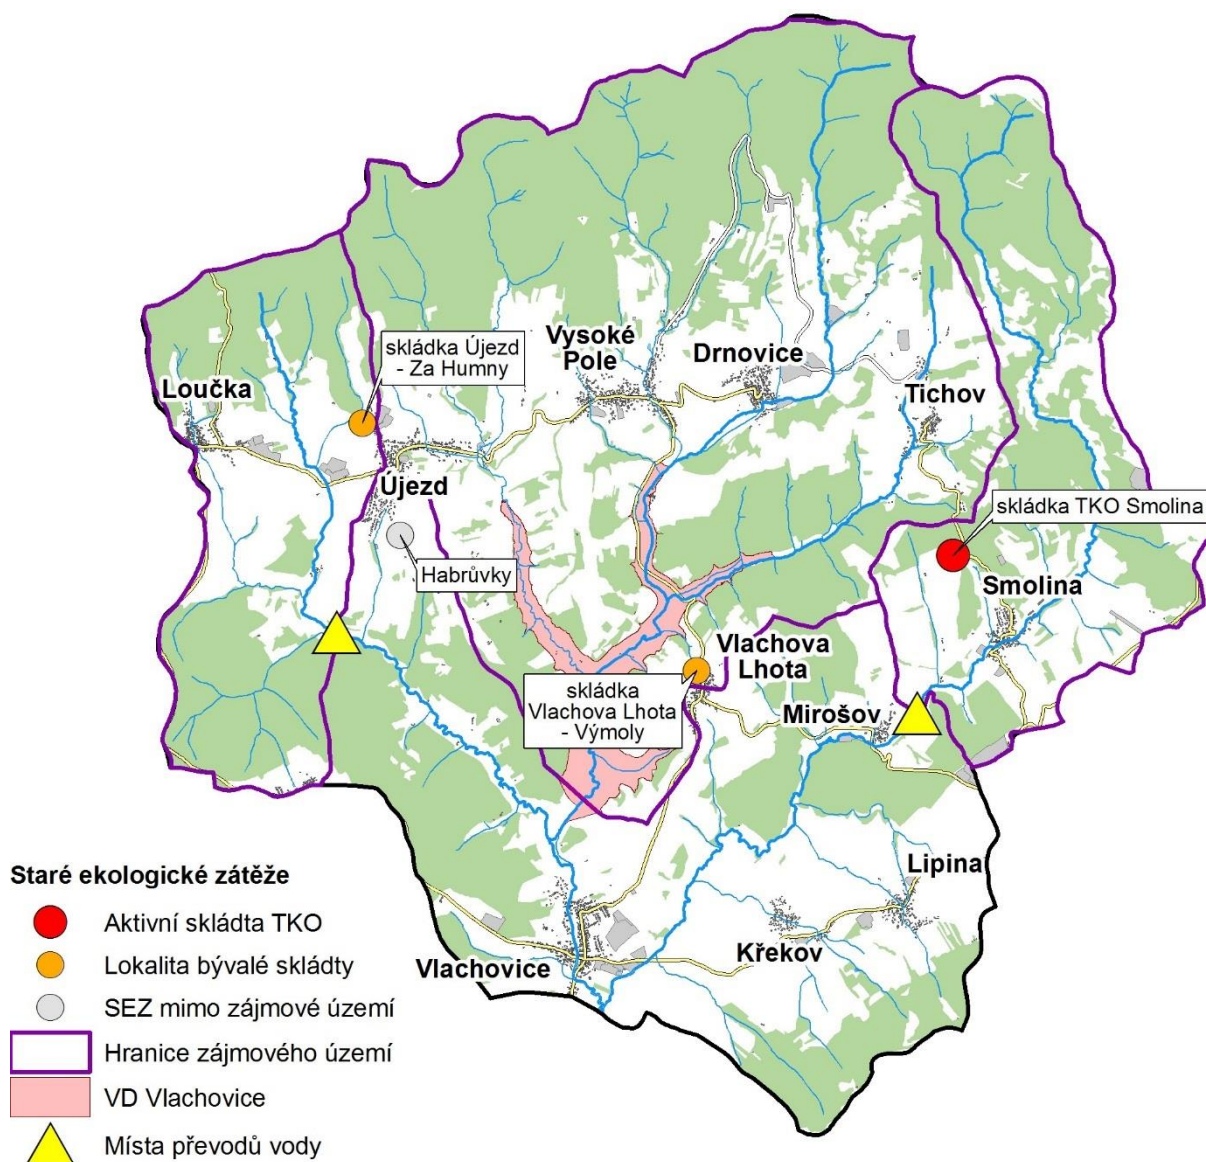 skládka Újezd
- Za Humny
Vysoké
Pole
Drnovice
Loučka
Tichov
Újezd
skládka TKO Smolina
Habrůvky
Smolina
Vlachova
Lhota
skládka
Vlachova Lhota
- Výmoly
Mirošov
Lipina
Křekov
Vlachovice
Staré ekologické zátěže
Aktivní skládta TKO
Lokalita bývalé skládty
SEZ mimo zájmové území
Hranice zájmového území
VD Vlachovice
Místa převodů vody